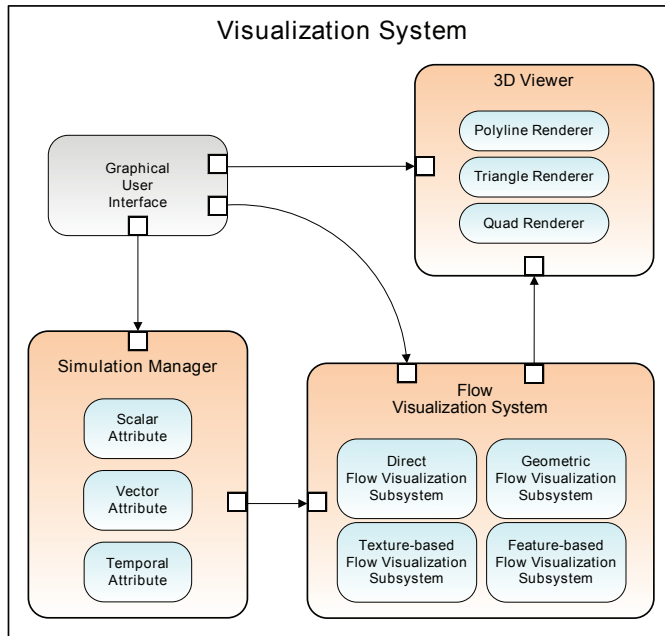 Visualization System
3D Viewer
Polyline Renderer
Triangle Renderer
Quad Renderer
Graphical
User
Interface
Simulation Manager
Scalar
Attribute
Vector
Attribute
Temporal
Attribute
Flow
Visualization System
Direct
Flow Visualization
Subsystem
Geometric
Flow Visualization
Subsystem
Texture-based
Flow Visualization
Subsystem
Feature-based
Flow Visualization
Subsystem